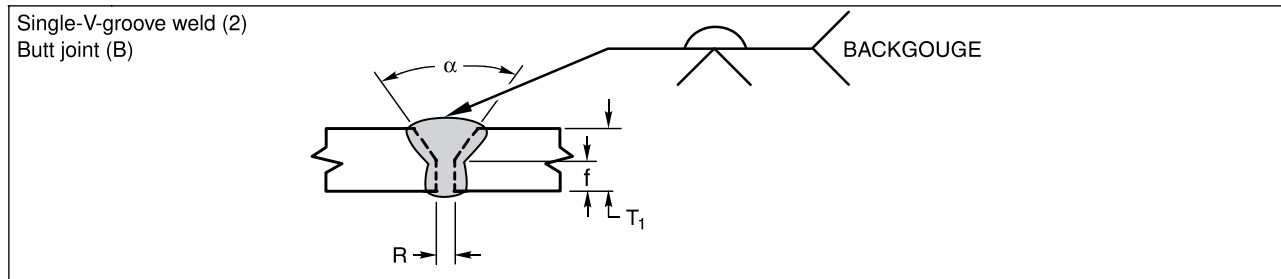 Single-V-groove weld (2)
Butt joint (B)
BACKGOUGE
α
f
T₁
R